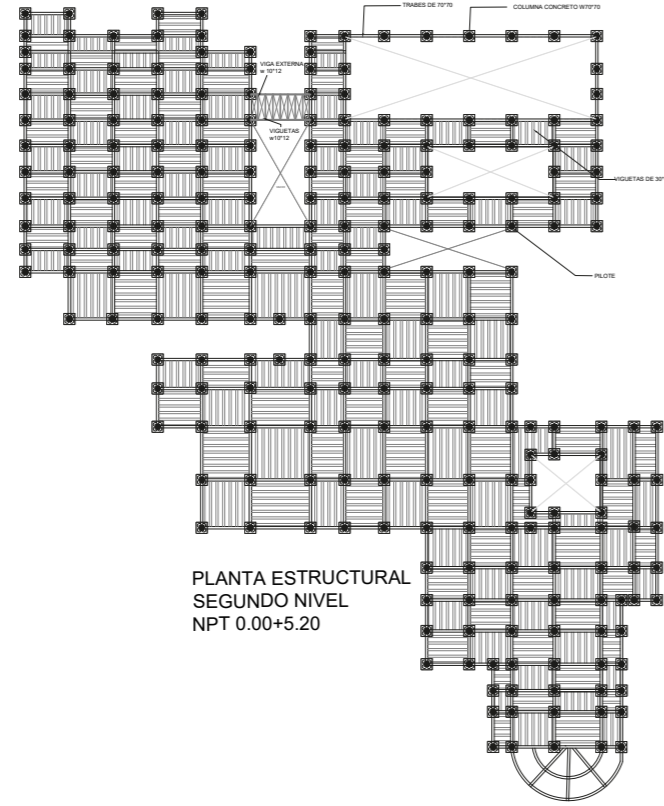 TRABES DE 70*70
COLUMNA CONCRETO W70*70
VIGA EXTERNA
w 10*12
VIGUETAS
w10*12
VIGUETAS DE 30*
PILOTE
PLANTA ESTRUCTURAL
SEGUNDO NIVEL
NPT 0.00+5.20